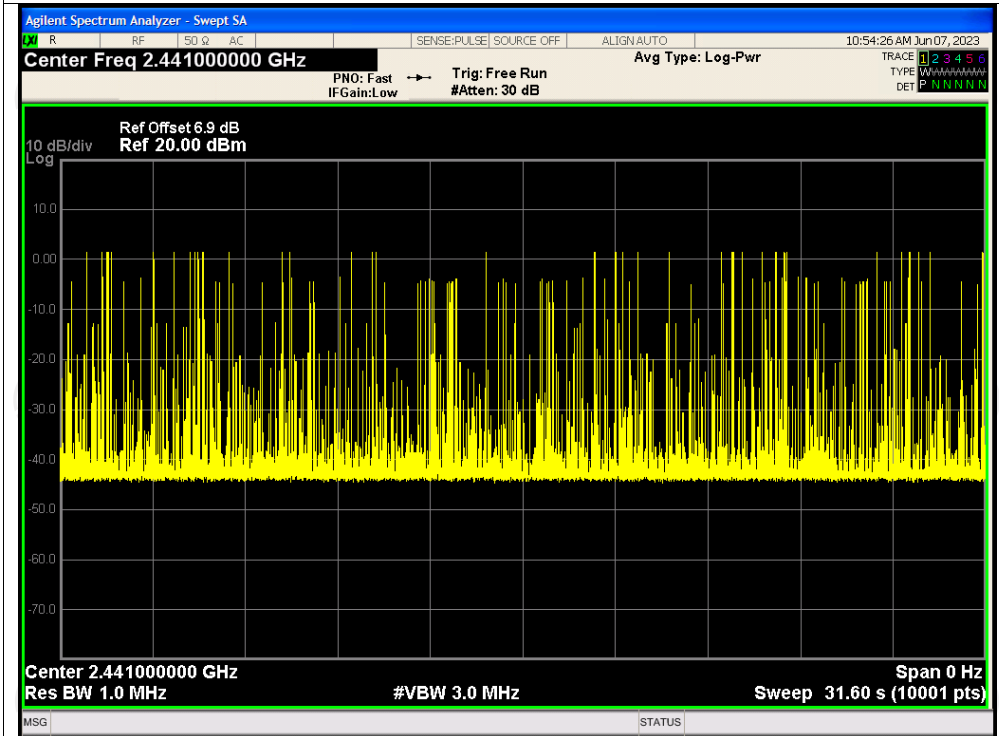 Agilent Spectrum Analyzer - Swept SA
LXI R RF 50 Ω AC SENSE:PULSE SOURCE OFF ALIGN AUTO 10:54:26 AM Jun 07, 2023
Center Freq 2.441000000 GHz Avg Type: Log-Pwr TRACE 1 2 3 4 5 6
PNO: Fast Trig: Free Run TYPE W
IFGain:Low #Atten: 30 dB DET P N N N N N
Ref Offset 6.9 dB
10 dB/div Ref 20.00 dBm
Log
10.0
0.00
-10.0
-20.0
-30.0
-40.0
-50.0
-60.0
-70.0
Center 2.441000000 GHz Span 0 Hz
Res BW 1.0 MHz #VBW 3.0 MHz Sweep 31.60 s (10001 pts)
MSG STATUS